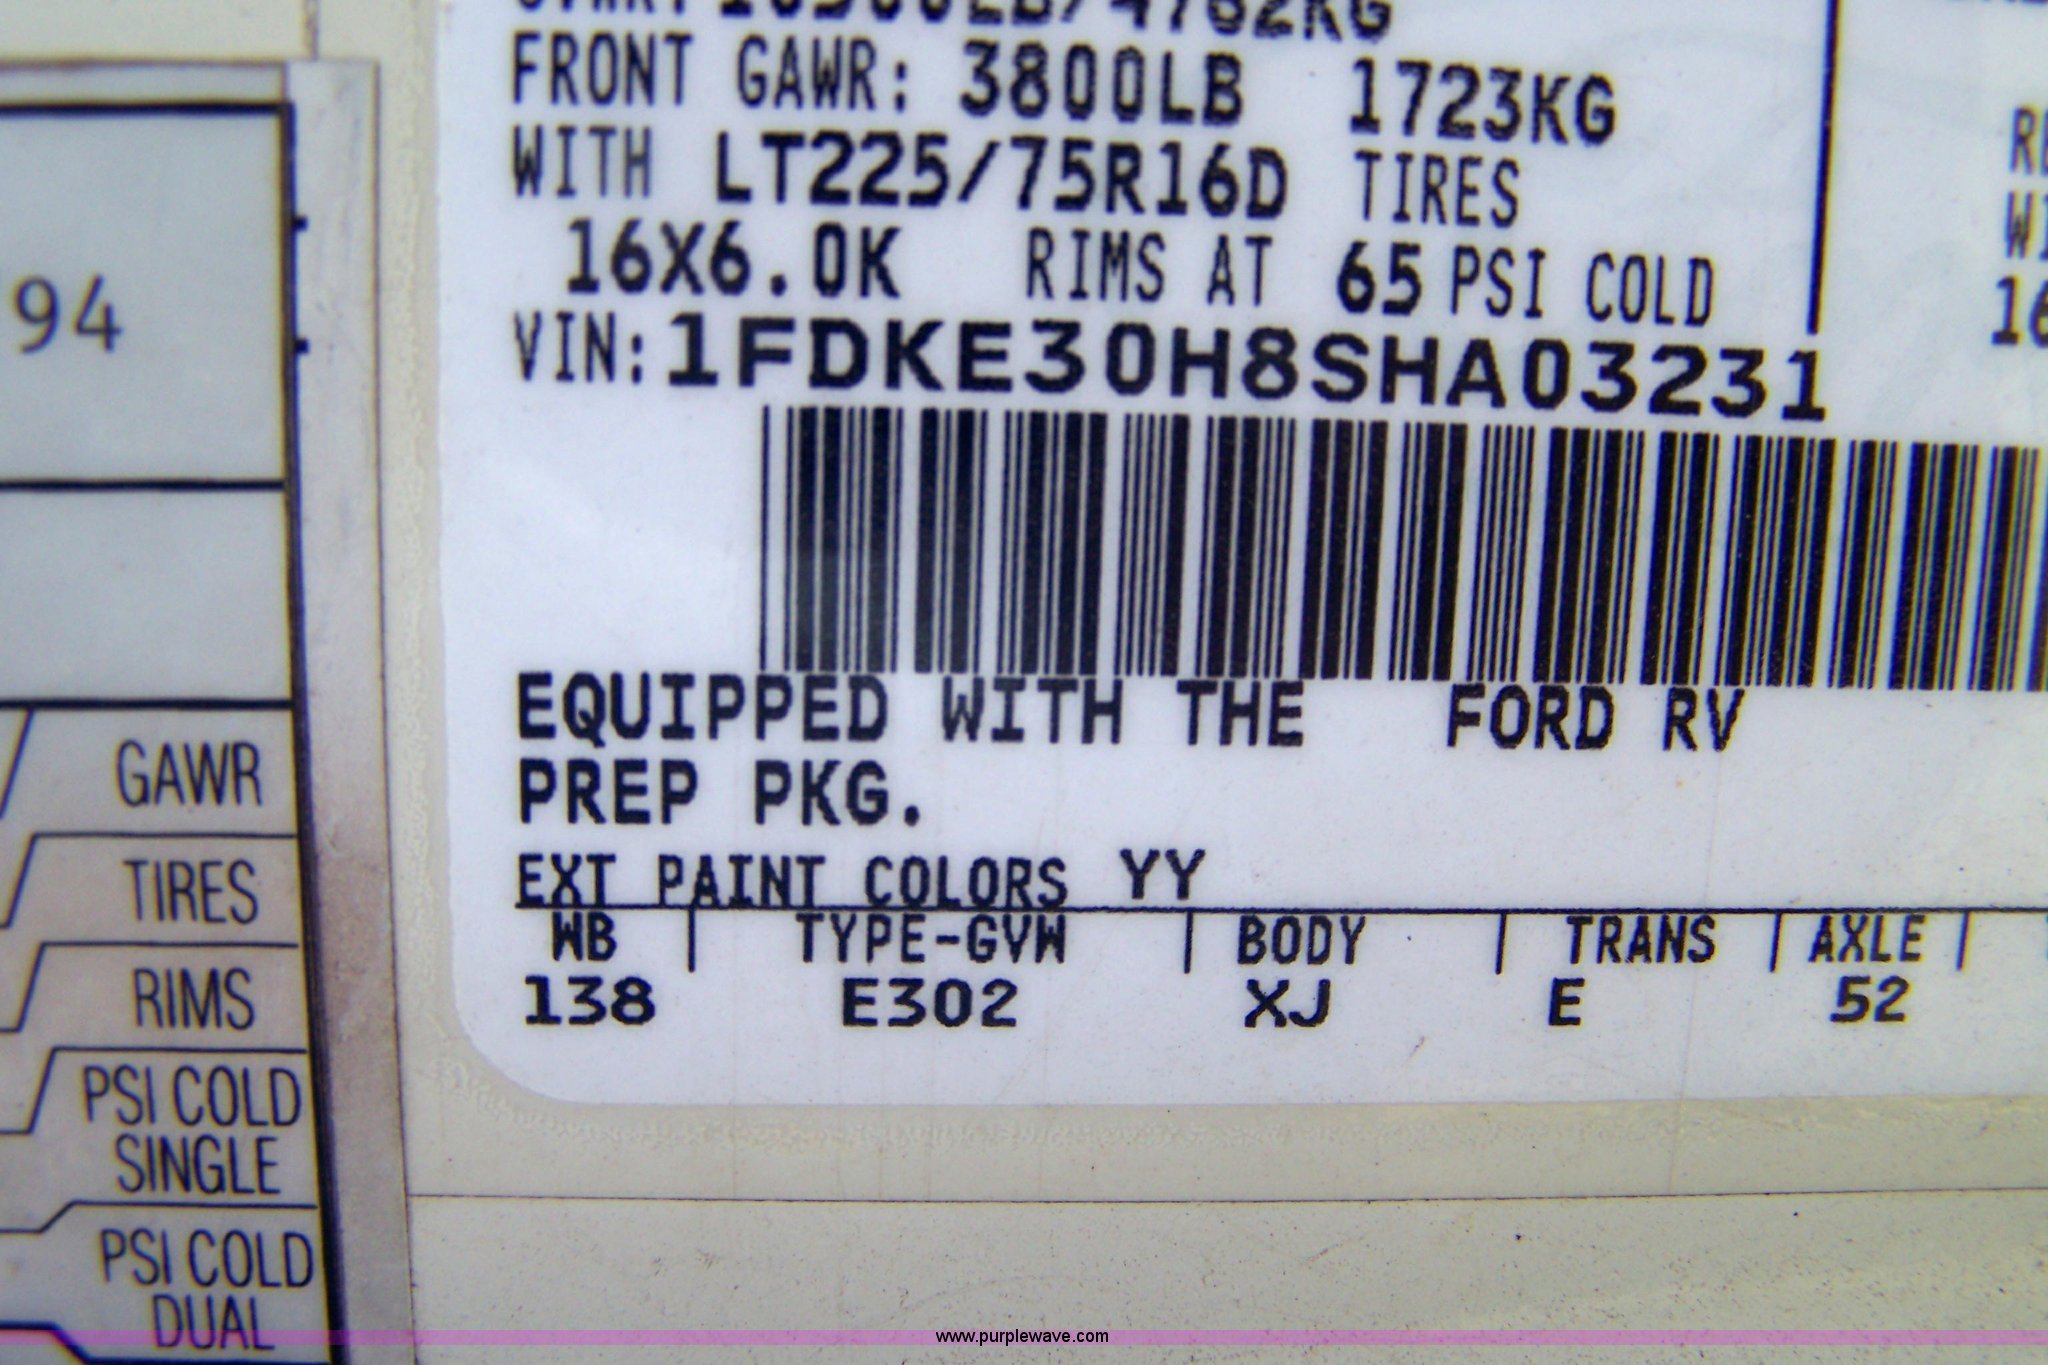 94
GAWR
TIRES
RIMS
PSI COLD
SINGLE
PSI COLD
DUAL
FRONT GAWR: 3800LB 1723KG
WITH LT225/75R16D TIRES
16X6.0K RIMS AT 65 PSI COLD
VIN: 1FDKE30H8SHA03231
EQUIPPED WITH THE FORD RV
PREP PKG.
EXT PAINT COLORS YY
WB | TYPE-GVW | BODY | TRANS | AXLE |
138 E302 XJ E 52
www.purplewave.com